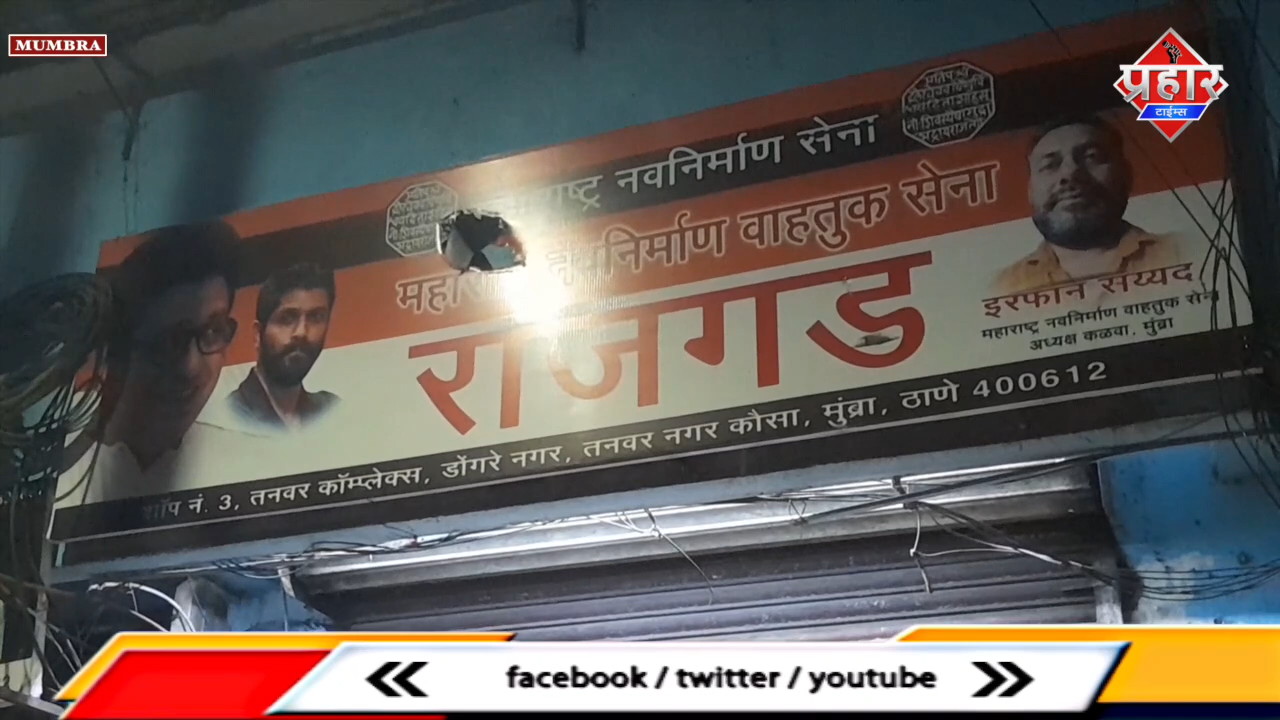 MUMBRA
प्रहार
टाईम्स
नवनिर्माण सेना
नवनिर्माण वाहतुक सेना
राजगड
इरफान सय्यद
महाराष्ट्र नवनिर्माण वाहतुक सेना
अध्यक्ष कळवा, मुंब्रा
शॉप नं. 3, तनवर कॉम्प्लेक्स, डोंगरे नगर, तनवर नगर कौसा, मुंब्रा, ठाणे 400612
facebook / twitter / youtube